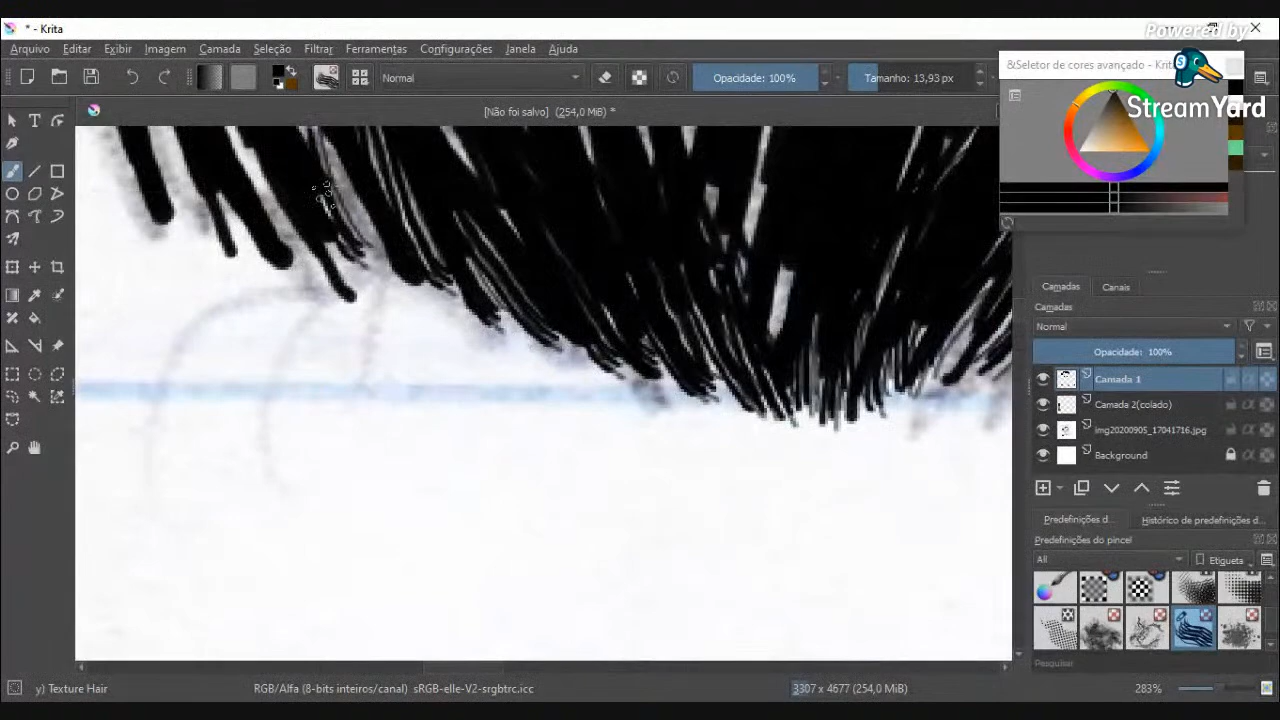 * - Krita
Powered by
Arquivo Editar Exibir Imagem Camada Seleção Filtrar Ferramentas Configurações Janela Ajuda
&Seletor de cores avançado - Krita
StreamYard
Normal
Opacidade: 100%
Tamanho: 13,93 px
[Não foi salvo] (254,0 MiB) *
Camadas Canais
Camadas
Normal
Opacidade: 100%
Camada 1
Camada 2(colado)
img20200905_17041716.jpg
Background
Predefinições d... Histórico de predefinições d...
Predefinições do pincel
All
Etiqueta
Pesquisar
y) Texture Hair
RGB/Alfa (8-bits inteiros/canal) sRGB-elle-V2-srgbtrc.icc
3307 x 4677 (254,0 MiB)
283%